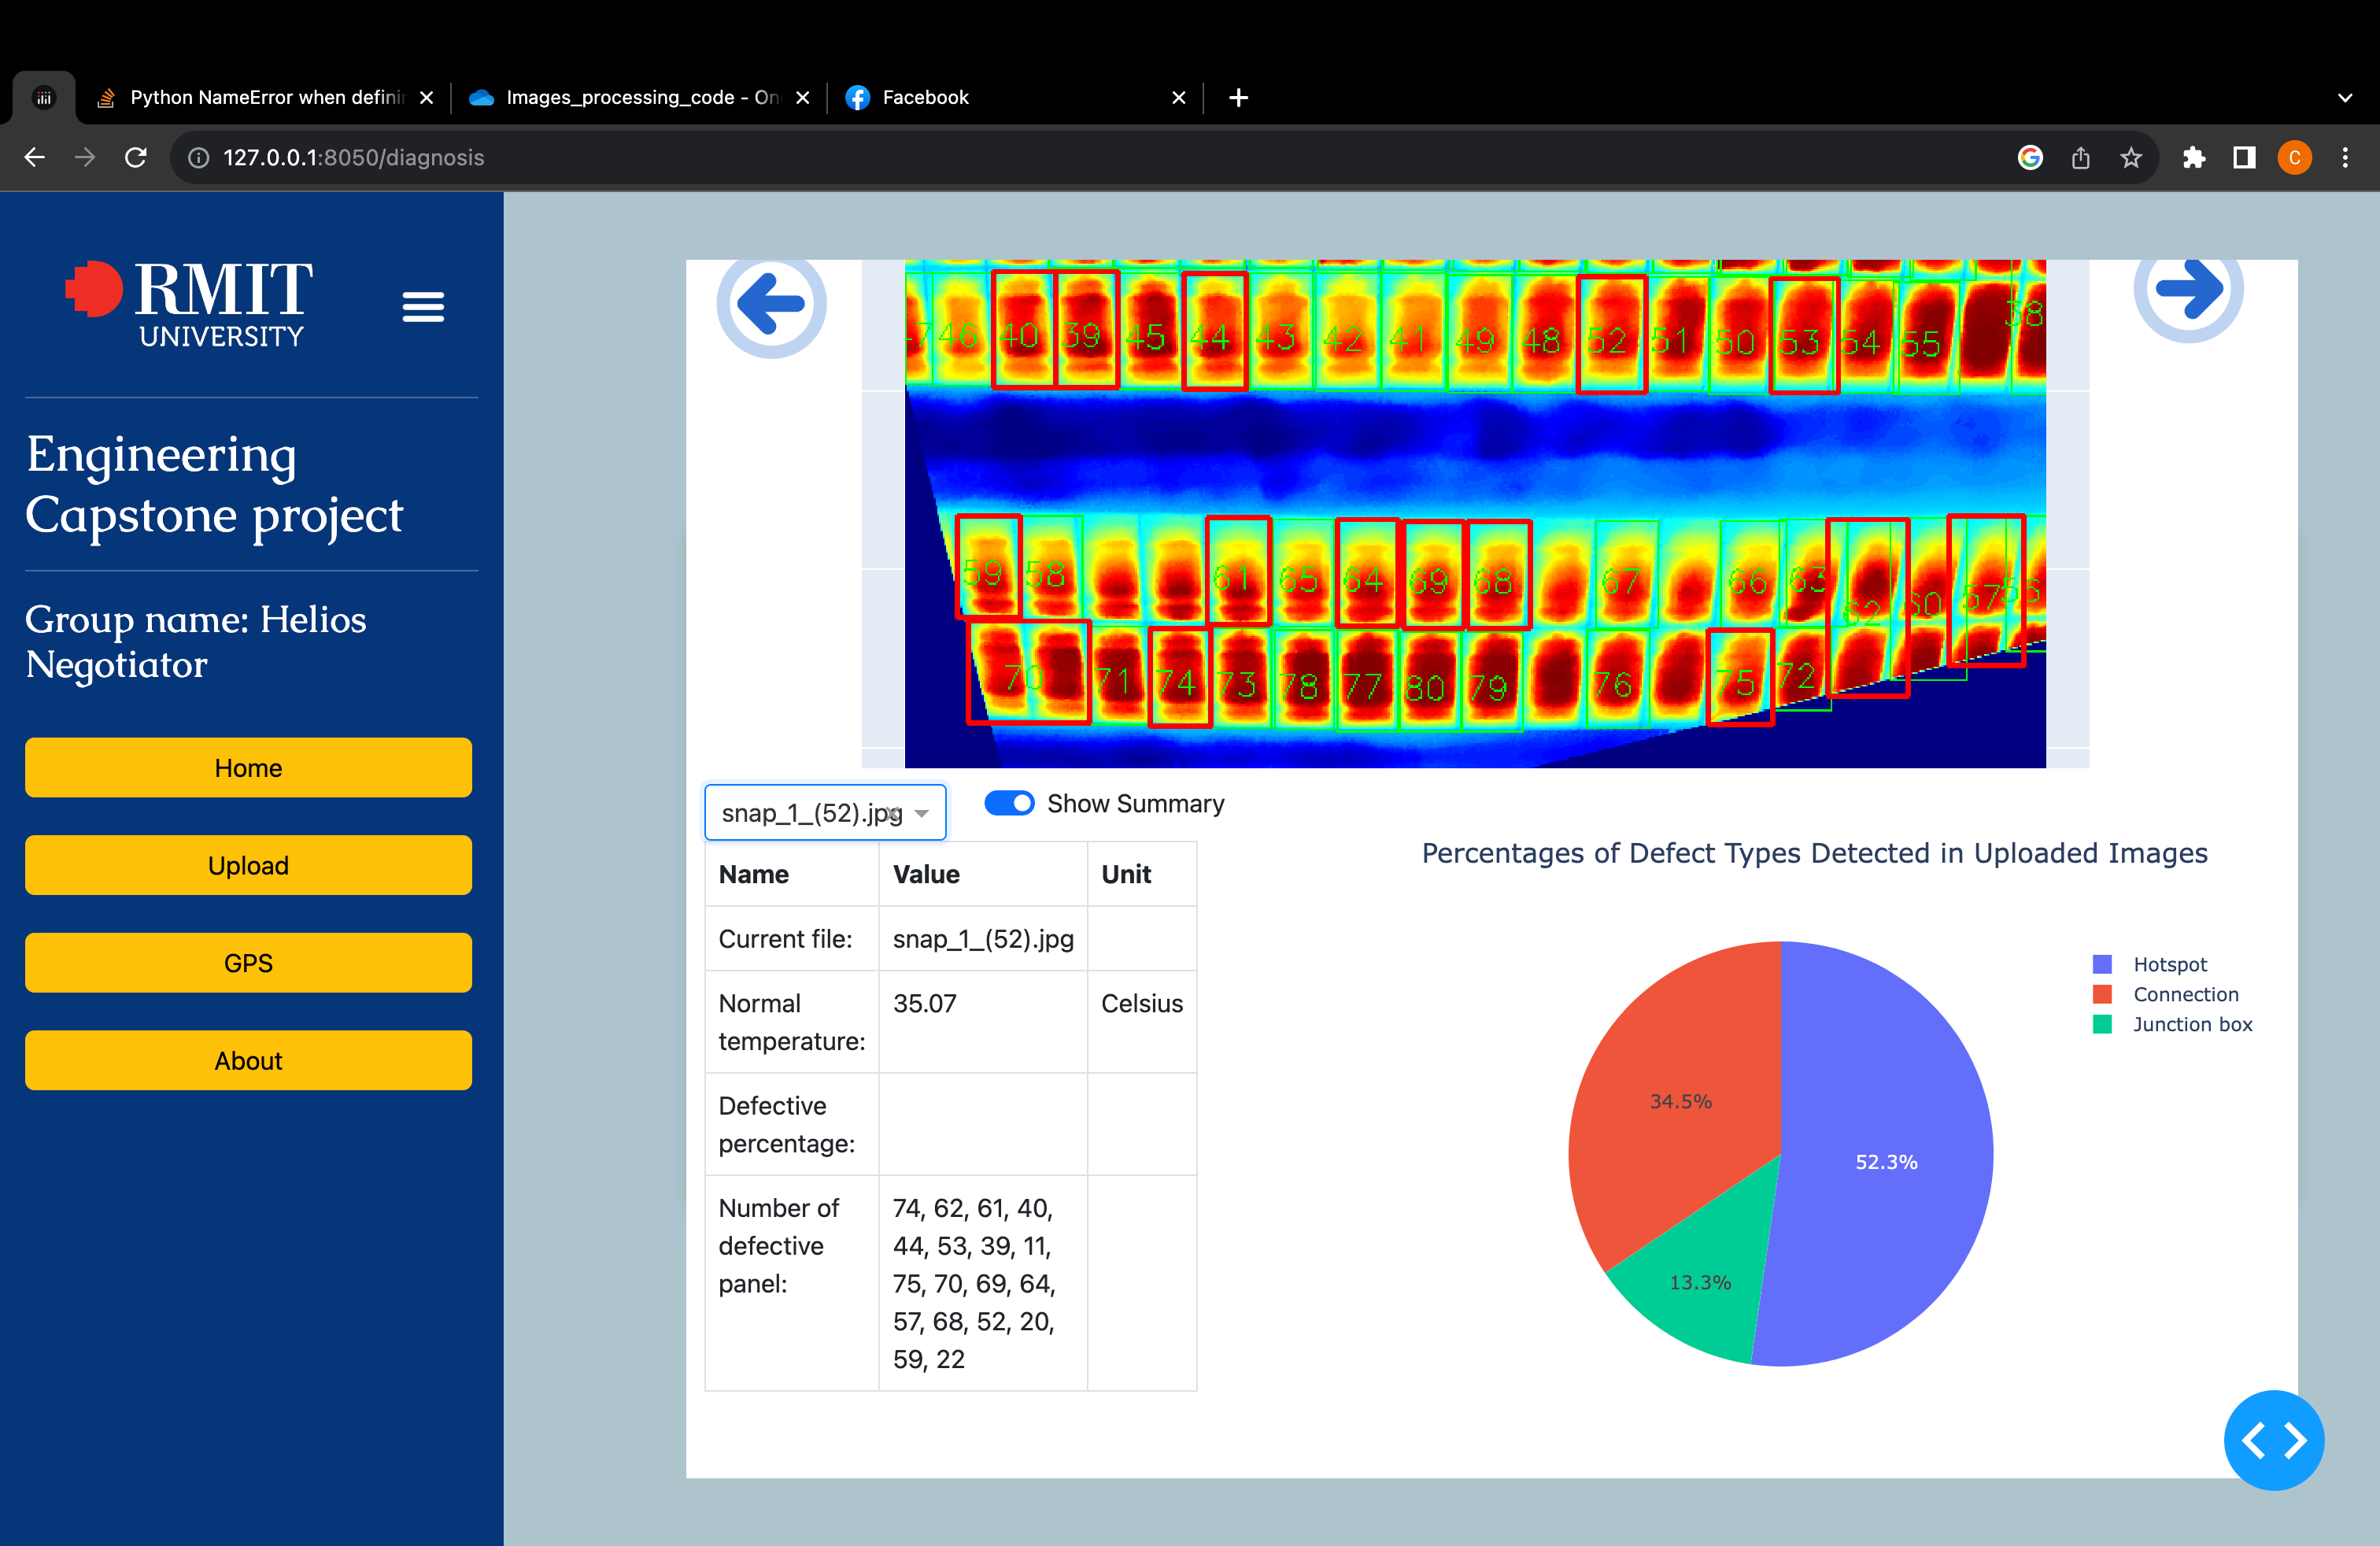 Python NameError when definin
Images_processing_code - On
Facebook
127.0.0.1:8050/diagnosis
C
RMIT
UNIVERSITY
Engineering
Capstone project
Group name: Helios
Negotiator
Home
Upload
GPS
About
47 46 40 39 45 44 43 42 41 49 48 52 51 50 53 54 55 38
59 58 61 65 64 69 68 67 66 63 62 60 57 56
70 71 74 73 78 77 80 79 76 75 72
snap_1_(52).jpg
Show Summary
Name Value Unit
Current file: snap_1_(52).jpg
Normal 35.07 Celsius
temperature:
Defective
percentage:
Number of 74, 62, 61, 40,
defective 44, 53, 39, 11,
panel: 75, 70, 69, 64,
57, 68, 52, 20,
59, 22
Percentages of Defect Types Detected in Uploaded Images
Hotspot
Connection
Junction box
34.5%
52.3%
13.3%